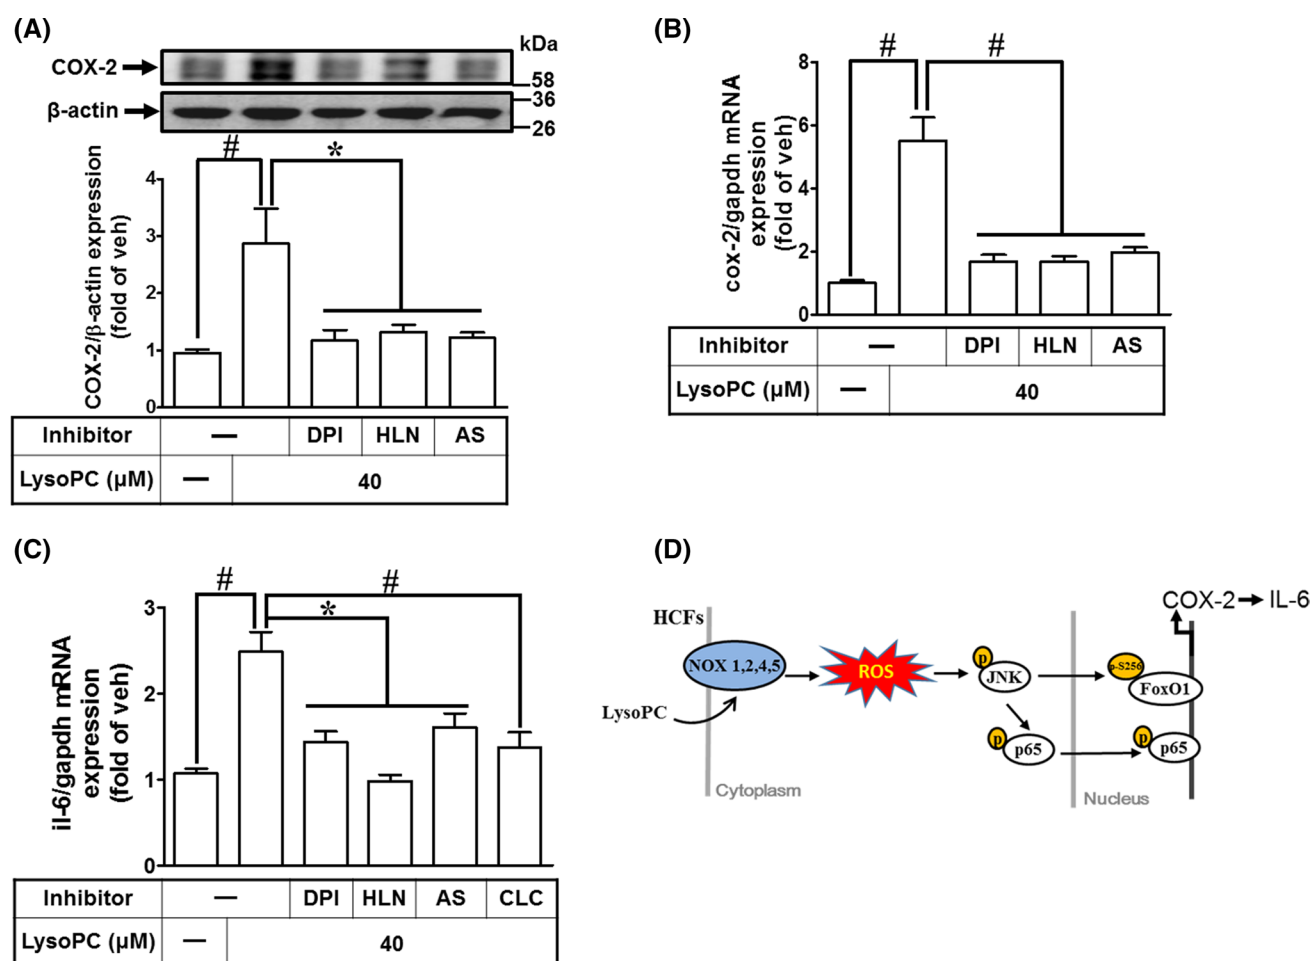 (A)
kDa
COX-2
58
β-actin
36
26
#
*
COX-2/β-actin expression
(fold of veh)
4
3
2
1
0
Inhibitor — DPI HLN AS
LysoPC (µM) — 40
(B)
#
#
cox-2/gapdh mRNA
expression
(fold of veh)
8
6
4
2
0
Inhibitor — DPI HLN AS
LysoPC (µM) — 40
(C)
#
#
*
il-6/gapdh mRNA
expression
(fold of veh)
3
2
1
0
Inhibitor — DPI HLN AS CLC
LysoPC (µM) — 40
(D)
COX-2 IL-6
HCFs
NOX 1,2,4,5
ROS
p
JNK
p-S256
FoxO1
LysoPC
p
p65
p
p65
Cytoplasm
Nucleus